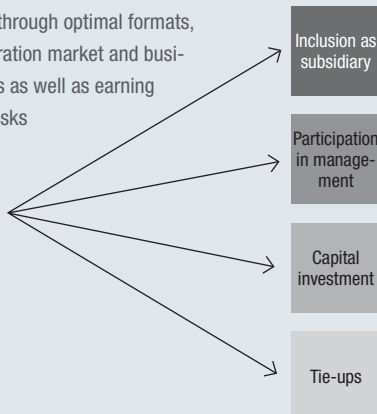 through optimal formats,
ration market and busi-
s as well as earning
sks
Inclusion as
subsidiary
Participation
in manage-
ment
Capital
investment
Tie-ups